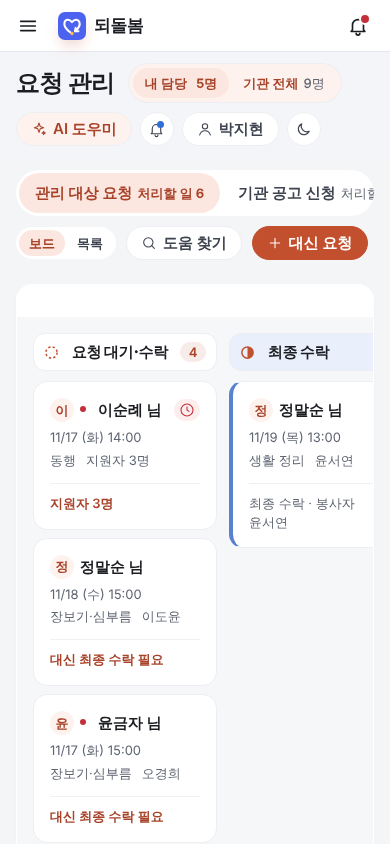 되돌봄
요청 관리
내 담당 5명
기관 전체 9명
AI 도우미
박지현
관리 대상 요청 처리할 일 6
기관 공고 신청
보드
목록
도움 찾기
대신 요청
요청 대기·수락 4
최종 수락
이 이순례 님
11/17 (화) 14:00
동행 지원자 3명
지원자 3명
정 정말순 님
11/19 (목) 13:00
생활 정리 윤서연
최종 수락 · 봉사자
윤서연
정 정말순 님
11/18 (수) 15:00
장보기·심부름 이도윤
대신 최종 수락 필요
윤 윤금자 님
11/17 (화) 15:00
장보기·심부름 오경희
대신 최종 수락 필요